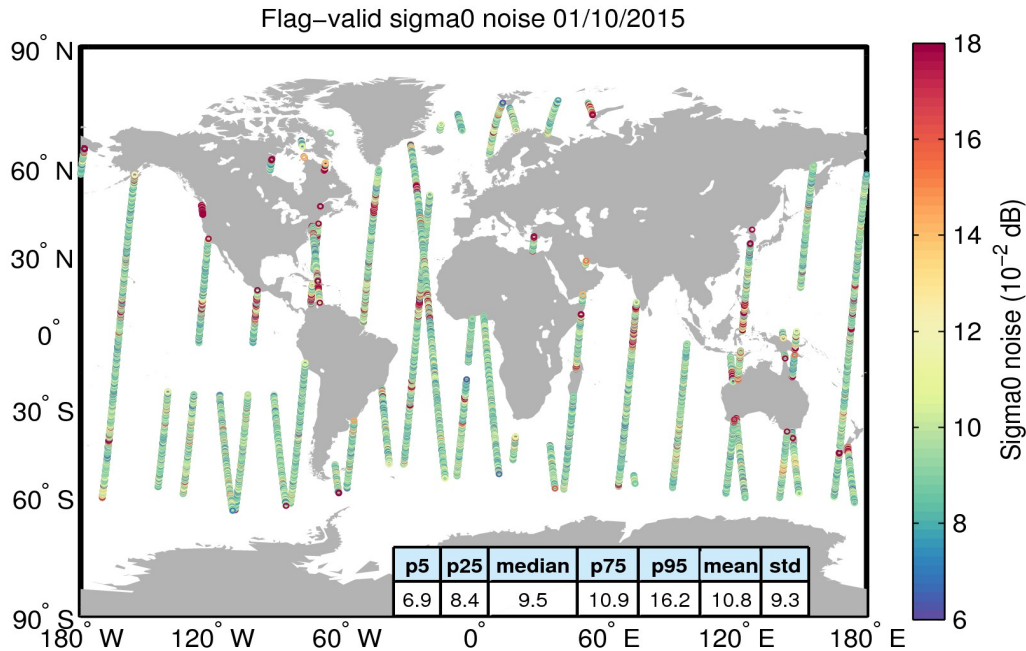 Flag−valid sigma0 noise 01/10/2015
90° N
60° N
30° N
0°
30° S
60° S
90° S
180° W 120° W 60° W 0° 60° E 120° E 180° E
p5 p25 median p75 p95 mean std
6.9 8.4 9.5 10.9 16.2 10.8 9.3
18
16
14
12
10
8
6
Sigma0 noise (10⁻² dB)